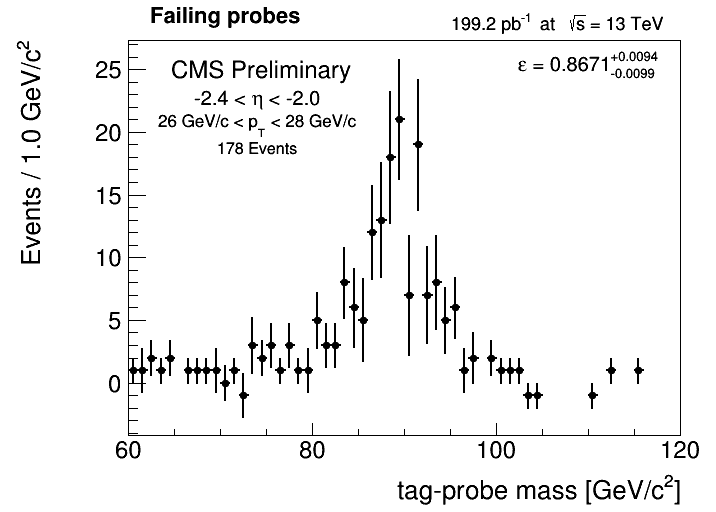 Failing probes
199.2 pb⁻¹ at √s = 13 TeV
CMS Preliminary
-2.4 < η < -2.0
26 GeV/c < p_T < 28 GeV/c
178 Events
ε = 0.8671 +0.0094 -0.0099
Events / 1.0 GeV/c²
25
20
15
10
5
0
60 80 100 120
tag-probe mass [GeV/c²]